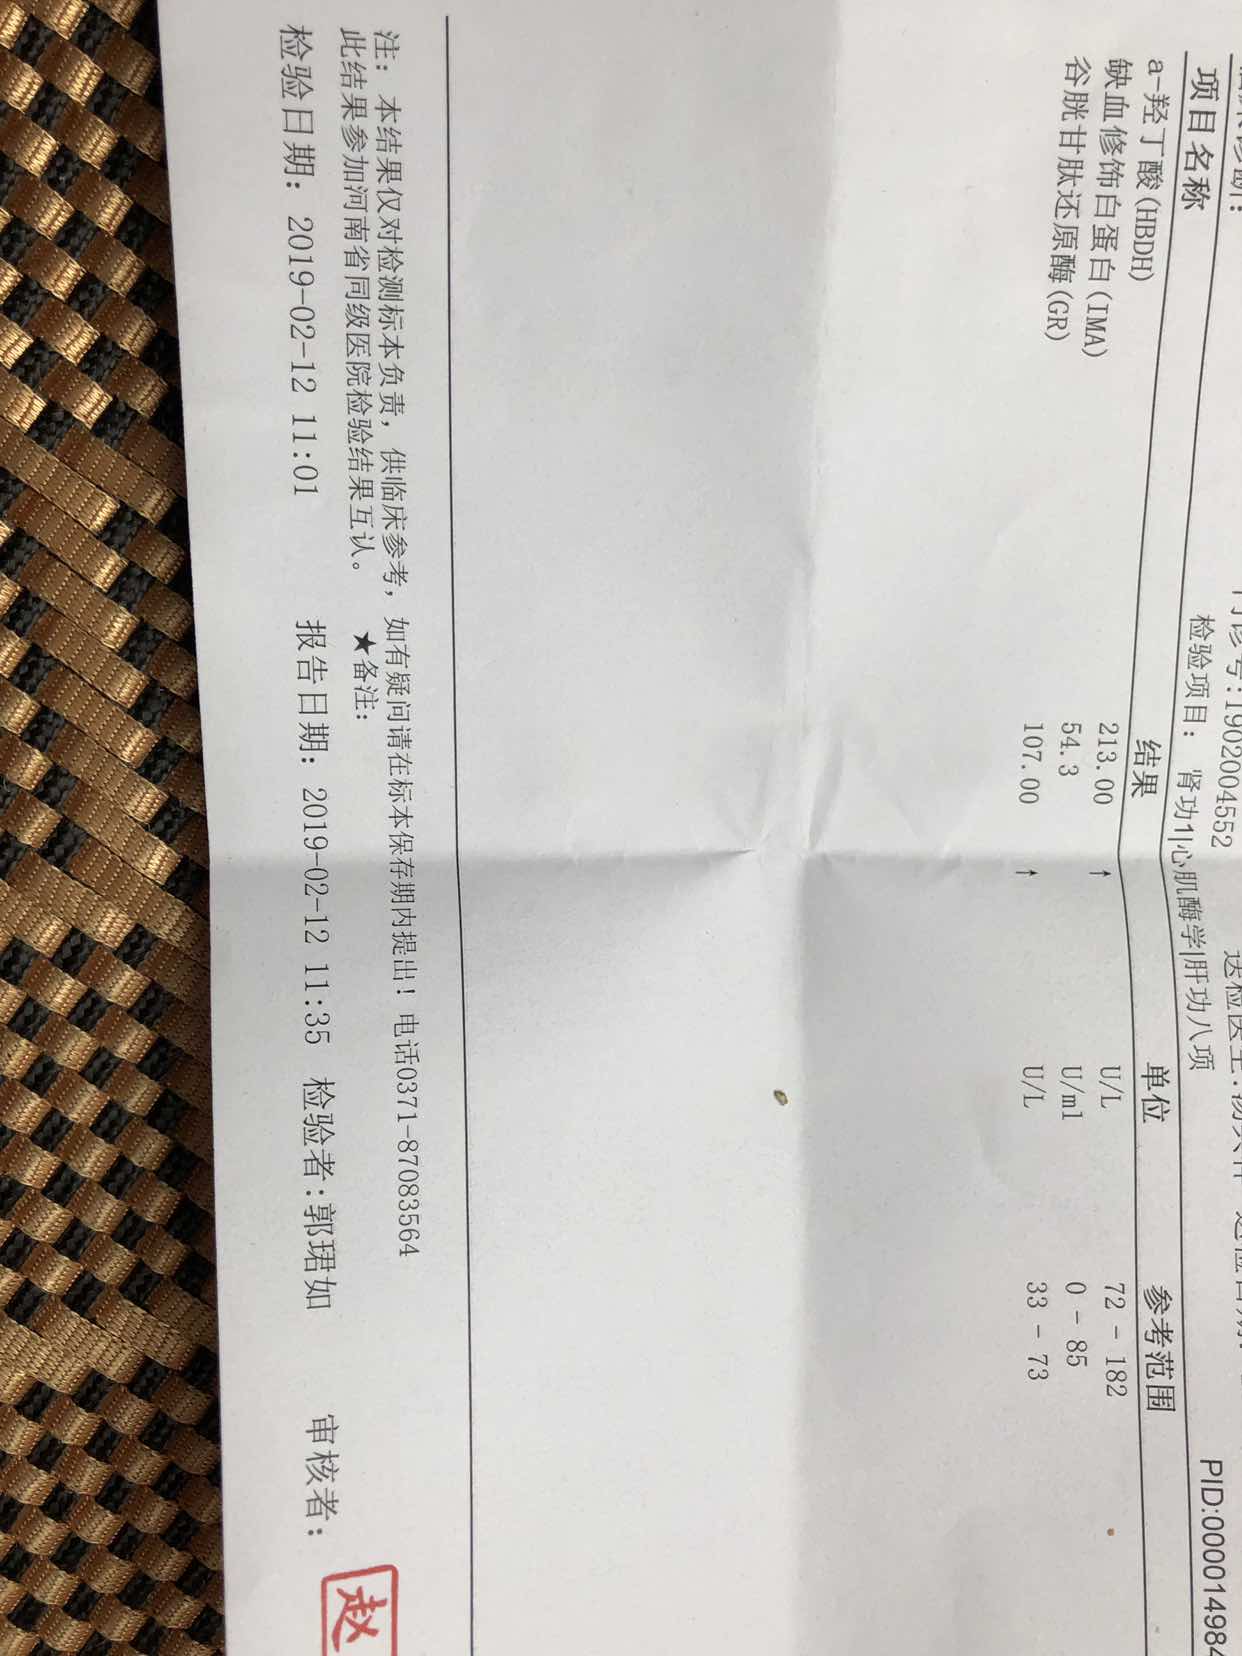 门诊号:1902004552
PID:000014984
检验项目: 肾功1|心肌酶学|肝功八项
项目名称 结果 单位 参考范围
a-羟丁酸(HBDH) 213.00 ↑ U/L 72 - 182
缺血修饰白蛋白(IMA) 54.3 U/ml 0 - 85
谷胱甘肽还原酶(GR) 107.00 ↑ U/L 33 - 73
注: 本结果仅对检测标本负责, 供临床参考, 如有疑问请在标本保存期内提出! 电话0371-87083564
此结果参加河南省同级医院检验结果互认。 ★备注:
检验日期: 2019-02-12 11:01 报告日期: 2019-02-12 11:35 检验者:郭珺如 审核者:
赵